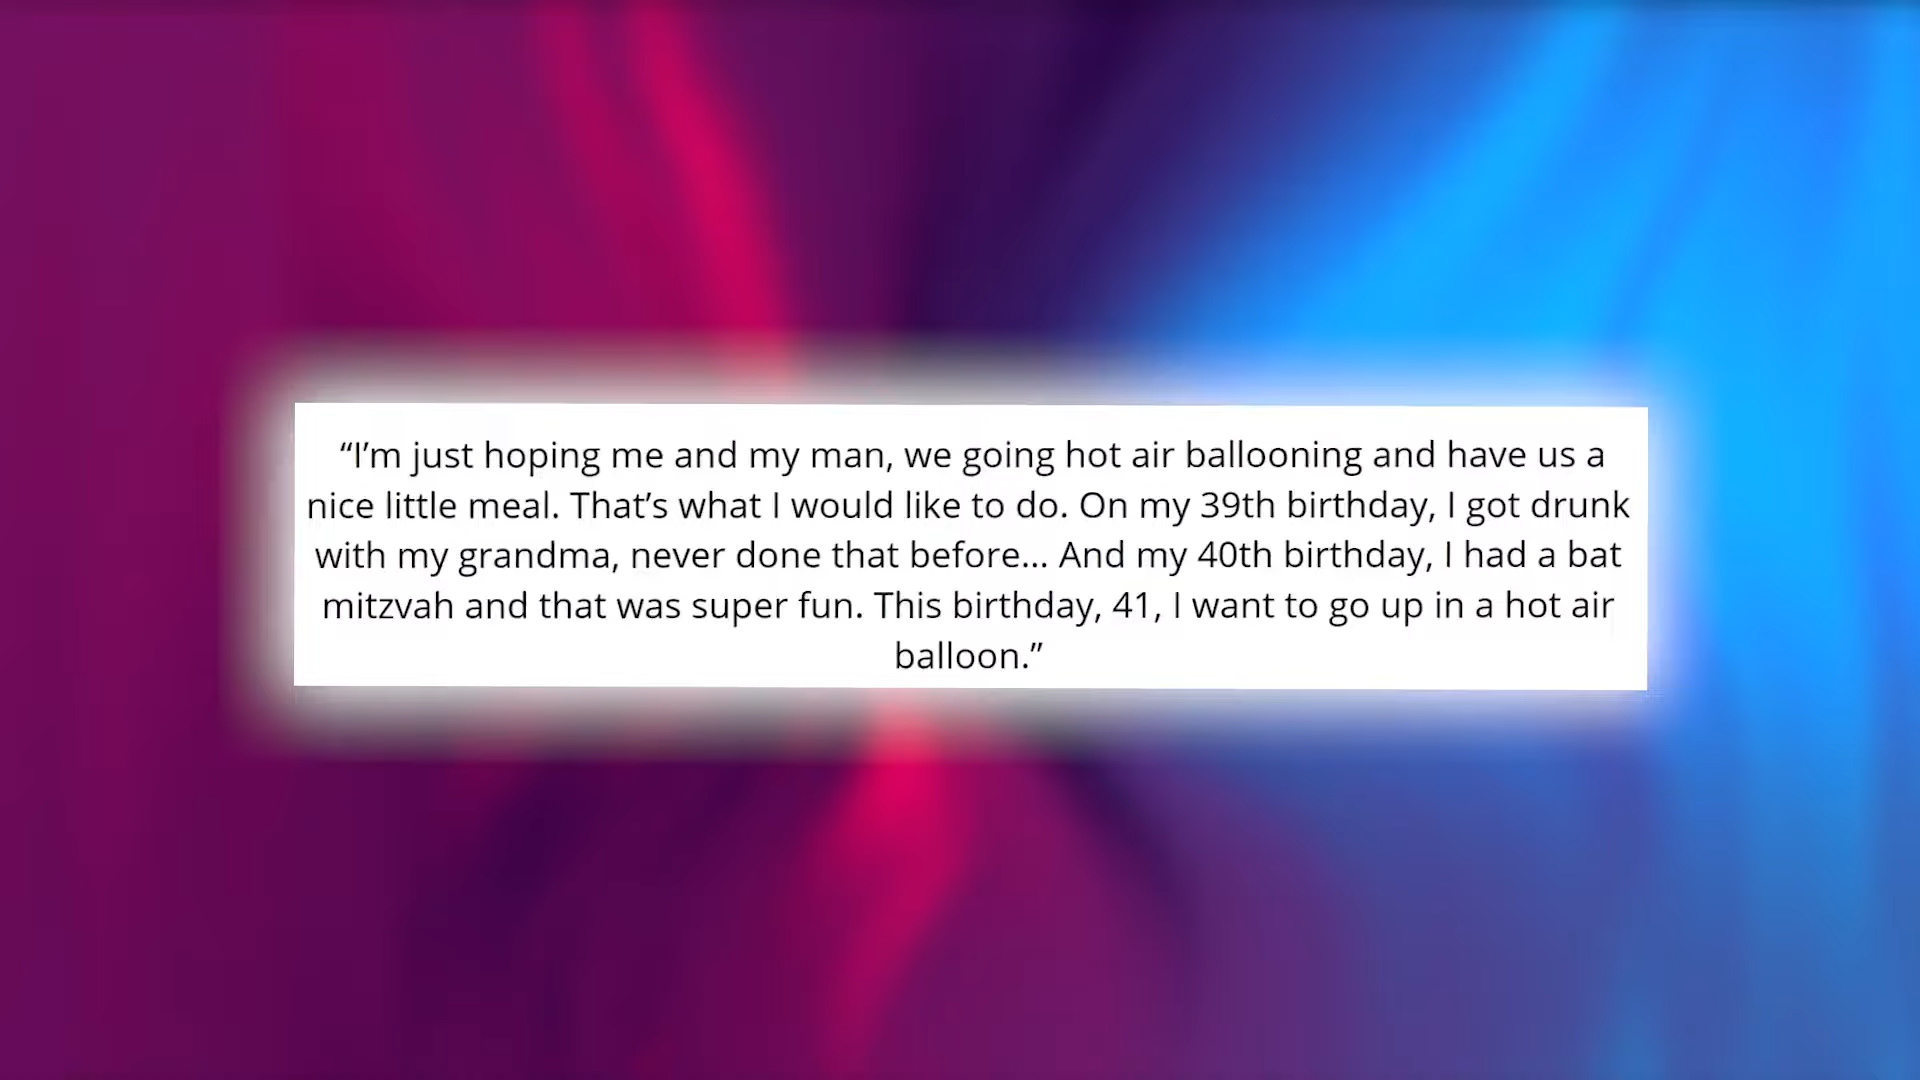 “I’m just hoping me and my man, we going hot air ballooning and have us a
nice little meal. That’s what I would like to do. On my 39th birthday, I got drunk
with my grandma, never done that before... And my 40th birthday, I had a bat
mitzvah and that was super fun. This birthday, 41, I want to go up in a hot air
balloon.”